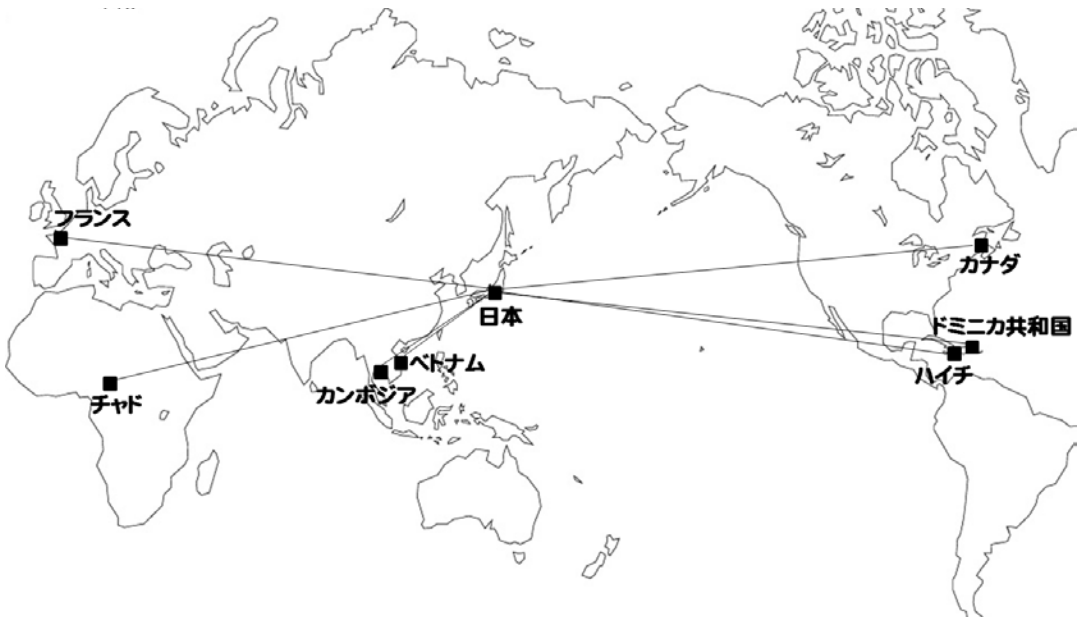 フランス
カナダ
日本
ドミニカ共和国
ベトナム
ハイチ
カンボジア
チャド